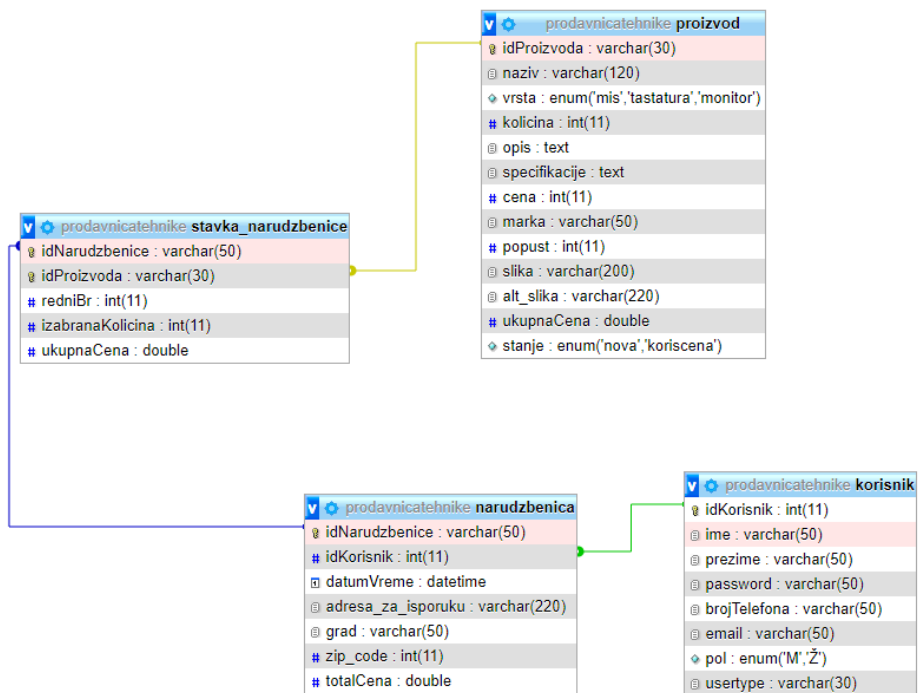 prodavnicatehnike proizvod
idProizvoda : varchar(30)
naziv : varchar(120)
vrsta : enum('mis','tastatura','monitor')
kolicina : int(11)
opis : text
specifikacije : text
cena : int(11)
marka : varchar(50)
popust : int(11)
slika : varchar(200)
alt_slika : varchar(220)
ukupnaCena : double
stanje : enum('nova','koriscena')
prodavnicatehnike stavka_narudzbenice
idNarudzbenice : varchar(50)
idProizvoda : varchar(30)
redniBr : int(11)
izabranaKolicina : int(11)
ukupnaCena : double
prodavnicatehnike narudzbenica
idNarudzbenice : varchar(50)
idKorisnik : int(11)
datumVreme : datetime
adresa_za_isporuku : varchar(220)
grad : varchar(50)
zip_code : int(11)
totalCena : double
prodavnicatehnike korisnik
idKorisnik : int(11)
ime : varchar(50)
prezime : varchar(50)
password : varchar(50)
brojTelefona : varchar(50)
email : varchar(50)
pol : enum('M','Ž')
usertype : varchar(30)